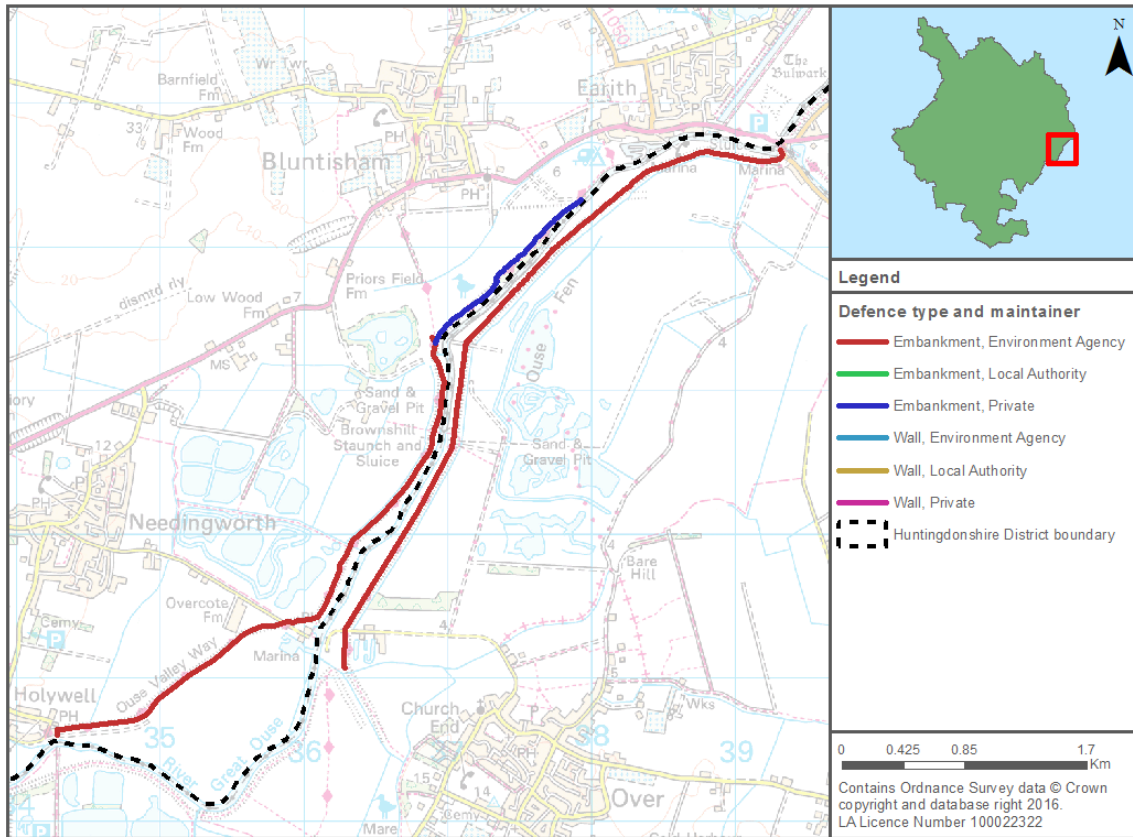 Wr Twr
1050
The
Bulwark
Barnfield
Fm
Earith
P
33
Wood
Fm
PH
Bluntisham
Sluice
Marina
Marina
6
PH
20
Priors Field
Fm
dismtd rly
Low Wood
Fm
7
Fen
4
MS
Ouse
Sand &
Gravel Pit
Brownshill
Staunch and
Sluice
12
PH
Sand &
Gravel Pit
Needingworth
Bare
Hill
4
Overcote
Fm
Cemy
P
Marina
Ouse Valley Way
Holywell
PH
5
Church
End
Wks
35
36
38
39
P
PH
River Great Ouse
15
14
Over
Cemy
Mare
N
Legend
Defence type and maintainer
Embankment, Environment Agency
Embankment, Local Authority
Embankment, Private
Wall, Environment Agency
Wall, Local Authority
Wall, Private
Huntingdonshire District boundary
0 0.425 0.85 1.7
Km
Contains Ordnance Survey data © Crown
copyright and database right 2016.
LA Licence Number 100022322